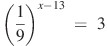 (1/9)^{x−13} = 3